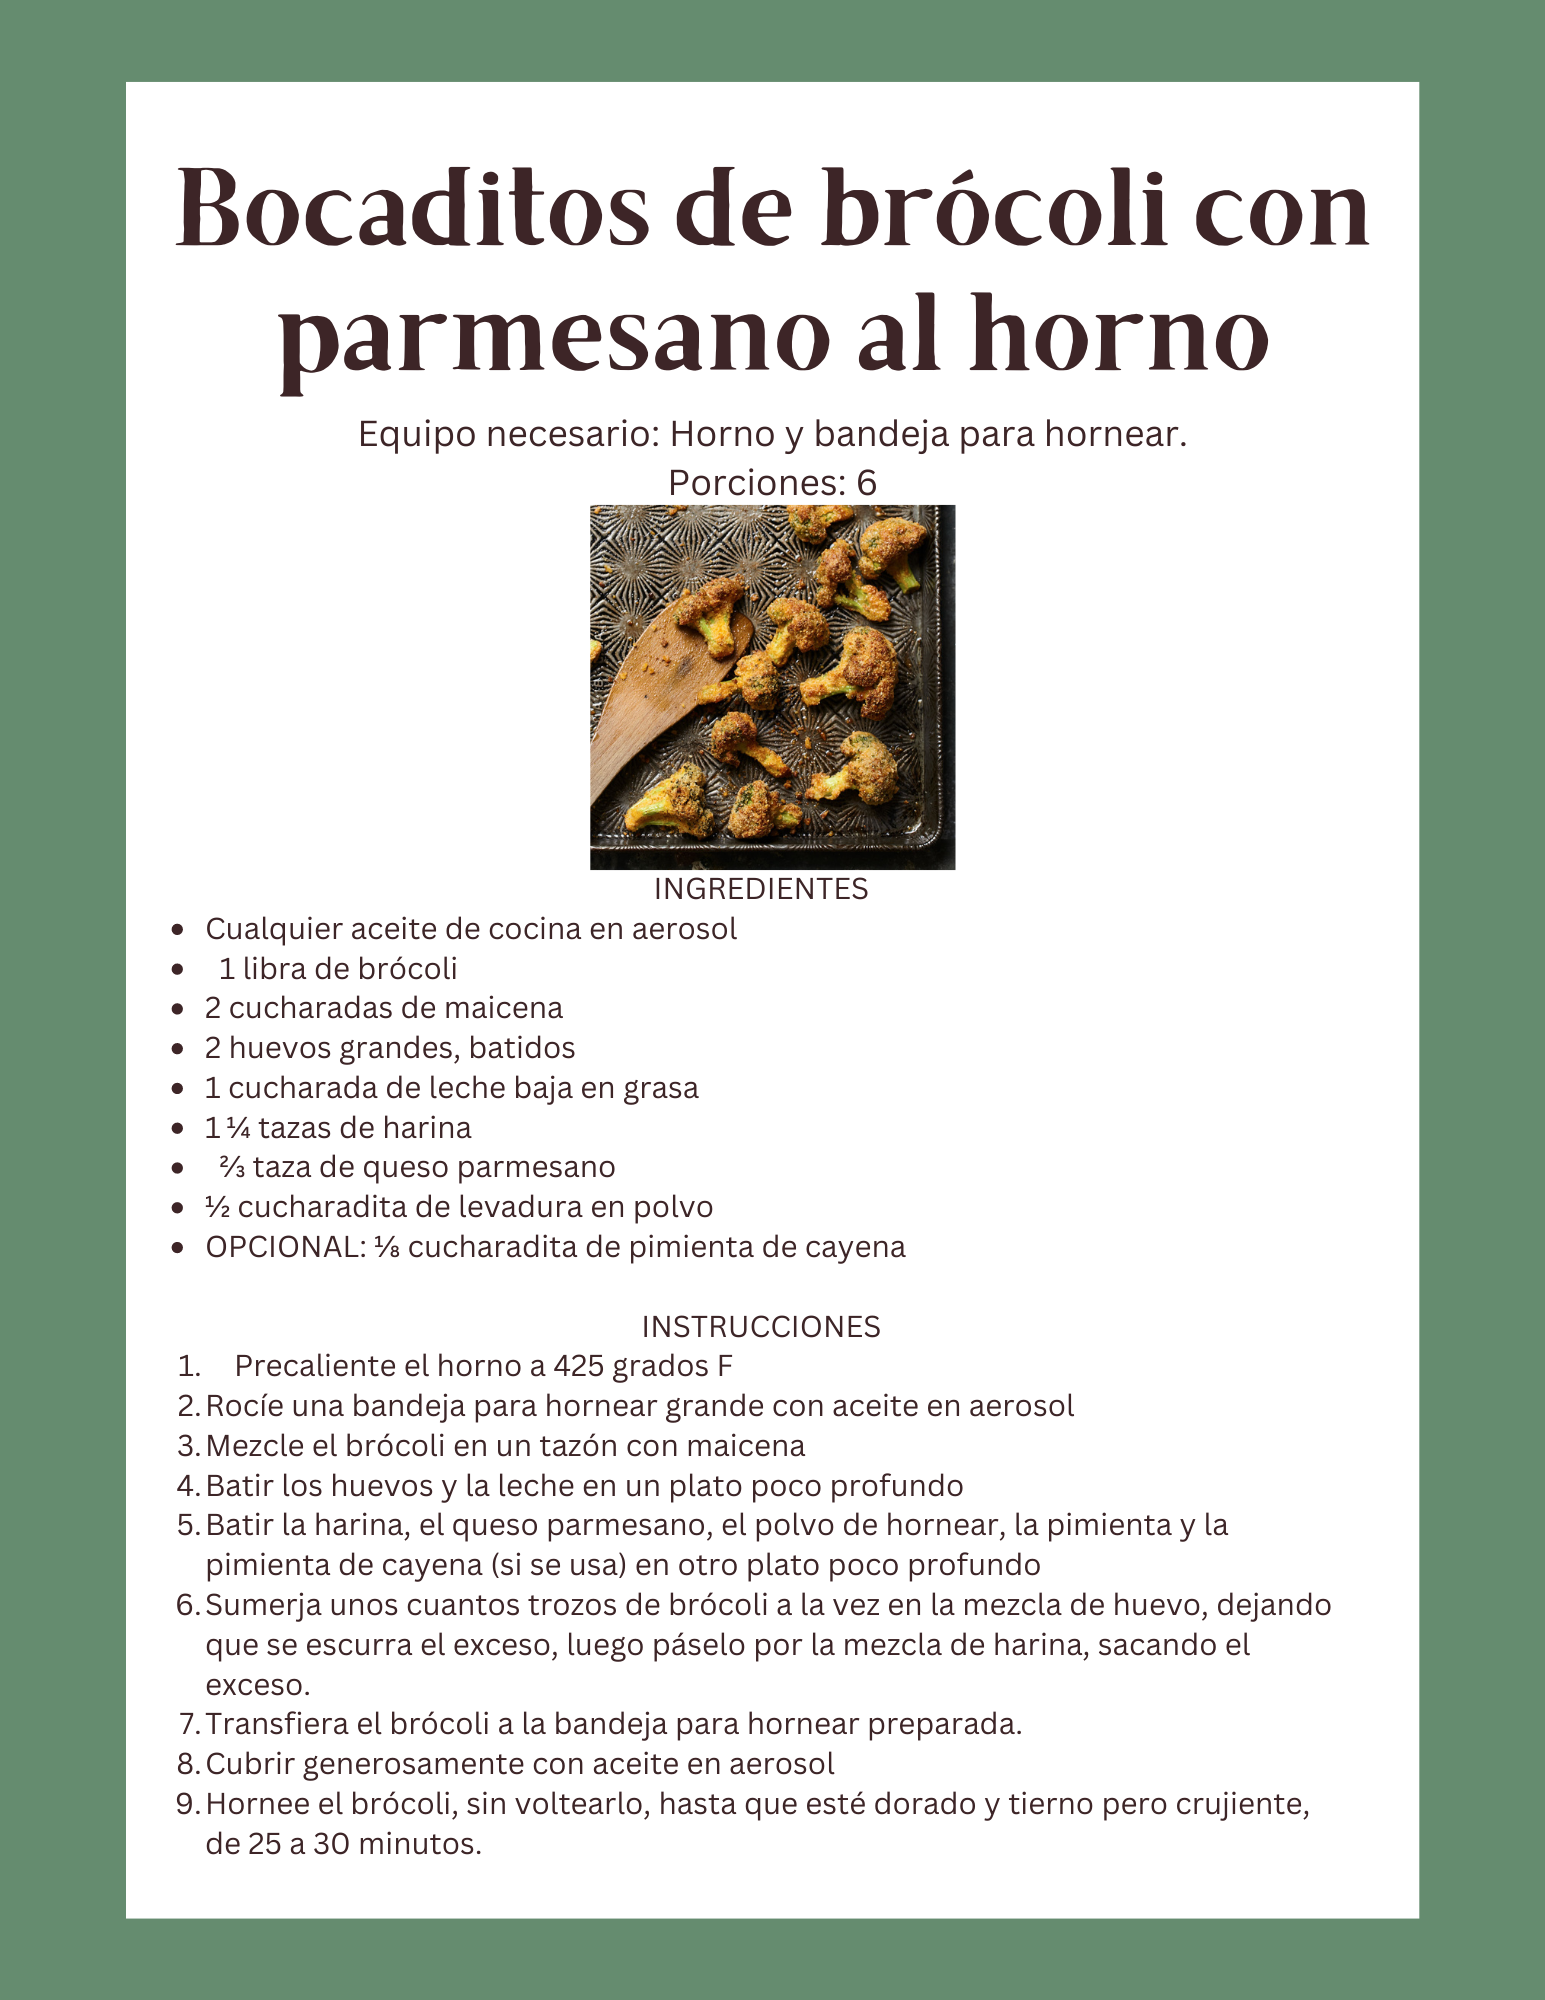 Bocaditos de brócoli con
parmesano al horno
Equipo necesario: Horno y bandeja para hornear.
Porciones: 6
INGREDIENTES
• Cualquier aceite de cocina en aerosol
• 1 libra de brócoli
• 2 cucharadas de maicena
• 2 huevos grandes, batidos
• 1 cucharada de leche baja en grasa
• 1 ¼ tazas de harina
• ⅔ taza de queso parmesano
• ½ cucharadita de levadura en polvo
• OPCIONAL: ⅛ cucharadita de pimienta de cayena
INSTRUCCIONES
1. Precaliente el horno a 425 grados F
2. Rocíe una bandeja para hornear grande con aceite en aerosol
3. Mezcle el brócoli en un tazón con maicena
4. Batir los huevos y la leche en un plato poco profundo
5. Batir la harina, el queso parmesano, el polvo de hornear, la pimienta y la
pimienta de cayena (si se usa) en otro plato poco profundo
6. Sumerja unos cuantos trozos de brócoli a la vez en la mezcla de huevo, dejando
que se escurra el exceso, luego páselo por la mezcla de harina, sacando el
exceso.
7. Transfiera el brócoli a la bandeja para hornear preparada.
8. Cubrir generosamente con aceite en aerosol
9. Hornee el brócoli, sin voltearlo, hasta que esté dorado y tierno pero crujiente,
de 25 a 30 minutos.